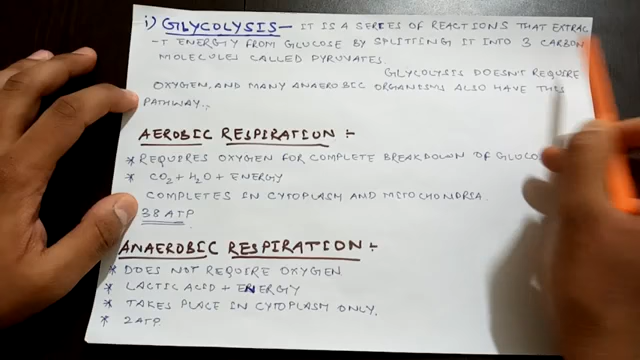 i) GLYCOLYSIS - IT IS A SERIES OF REACTIONS THAT EXTRAC
-T ENERGY FROM GLUCOSE BY SPLITING IT INTO 3 CARBON
MOLECULES CALLED PYRUVATES.
GLYCOLYSIS DOESN'T REQUIRE
OXYGEN, AND MANY ANAEROBIC ORGANISMS ALSO HAVE THIS
PATHWAY.
AEROBIC RESPIRATION :-
* REQUIRES OXYGEN FOR COMPLETE BREAKDOWN OF GLUCOS
* CO2 + H2O + ENERGY
COMPLETES IN CYTOPLASM AND MITOCHONDRIA.
38 ATP
ANAEROBIC RESPIRATION :-
* DOES NOT REQUIRE OXYGEN
* LACTIC ACID + ENERGY
* TAKES PLACE IN CYTOPLASM ONLY.
* 2 ATP